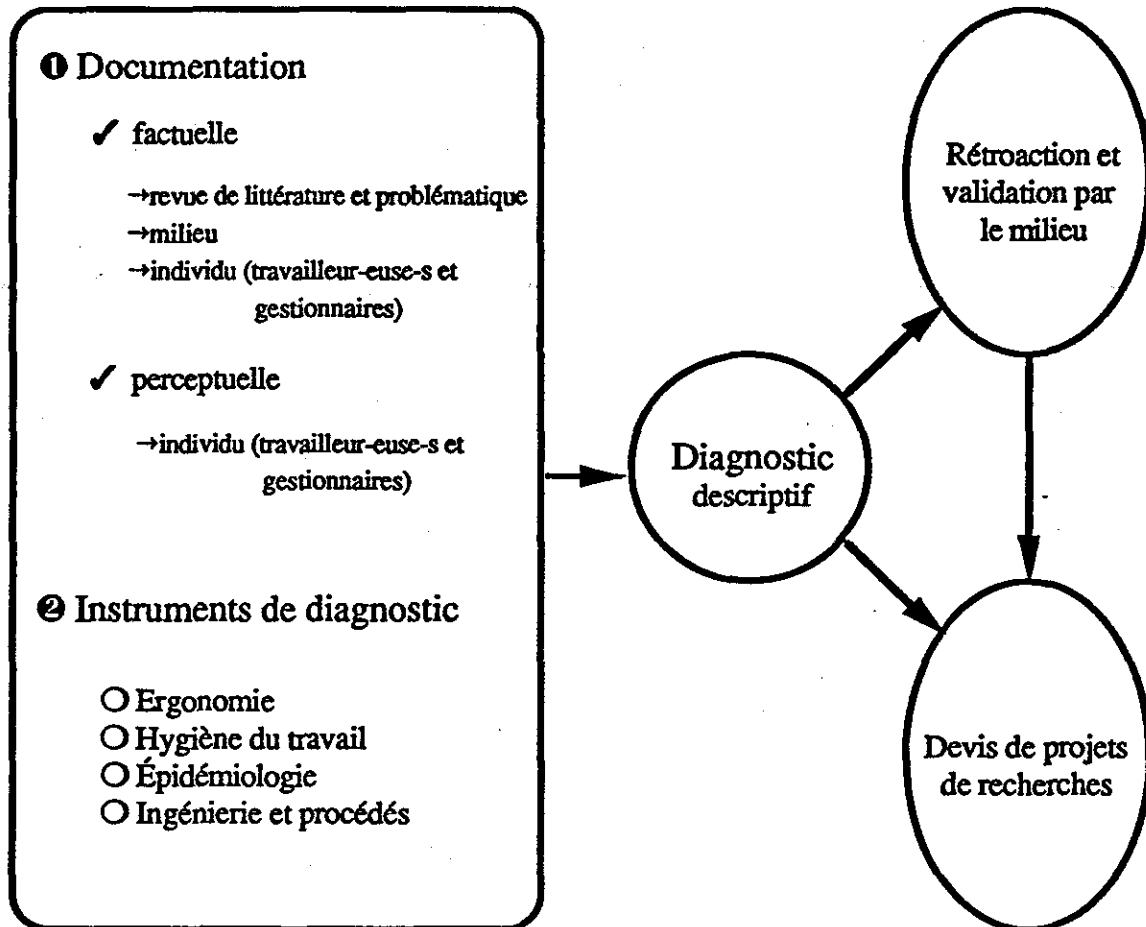 ❶ Documentation
✓ factuelle
→revue de littérature et problématique
→milieu
→individu (travailleur-euse-s et
gestionnaires)
✓ perceptuelle
→individu (travailleur-euse-s et
gestionnaires)
❷ Instruments de diagnostic
○ Ergonomie
○ Hygiène du travail
○ Épidémiologie
○ Ingénierie et procédés
Diagnostic
descriptif
Rétroaction et
validation par
le milieu
Devis de projets
de recherches